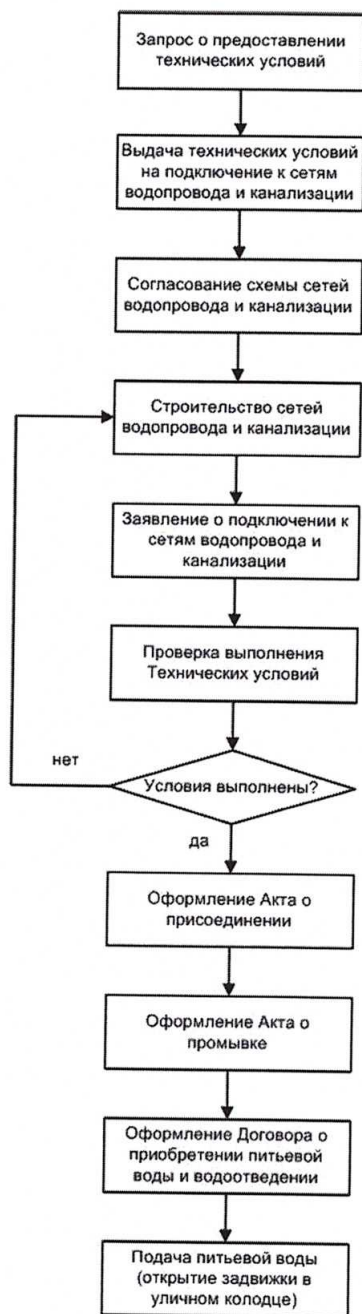 Запрос о предоставлении
технических условий
Выдача технических условий
на подключение к сетям
водопровода и канализации
Согласование схемы сетей
водопровода и канализации
Строительство сетей
водопровода и канализации
Заявление о подключении к
сетям водопровода и
канализации
Проверка выполнения
Технических условий
нет
Условия выполнены?
да
Оформление Акта о
присоединении
Оформление Акта о
промывке
Оформление Договора о
приобретении питьевой
воды и водоотведении
Подача питьевой воды
(открытие задвижки в
уличном колодце)